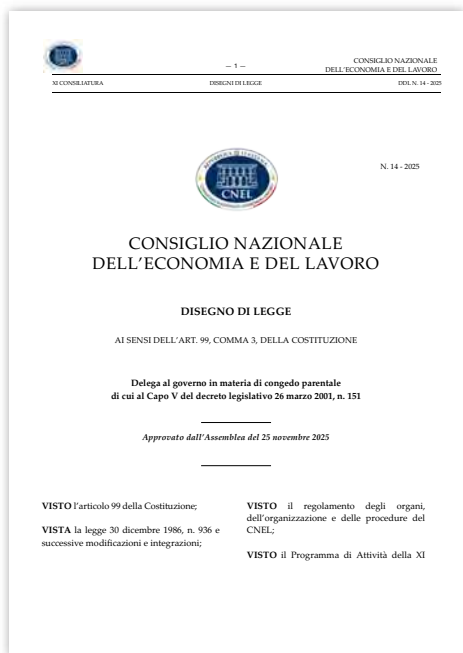 — 1 —
CONSIGLIO NAZIONALE
DELL'ECONOMIA E DEL LAVORO
XI CONSILIATURA DISEGNI DI LEGGE DDL N. 14 - 2025
N. 14 - 2025
CNEL
CONSIGLIO NAZIONALE
DELL'ECONOMIA E DEL LAVORO
DISEGNO DI LEGGE
AI SENSI DELL'ART. 99, COMMA 3, DELLA COSTITUZIONE
Delega al governo in materia di congedo parentale
di cui al Capo V del decreto legislativo 26 marzo 2001, n. 151
Approvato dall'Assemblea del 25 novembre 2025
VISTO l'articolo 99 della Costituzione;
VISTA la legge 30 dicembre 1986, n. 936 e
successive modificazioni e integrazioni;
VISTO il regolamento degli organi,
dell'organizzazione e delle procedure del
CNEL;
VISTO il Programma di Attività della XI